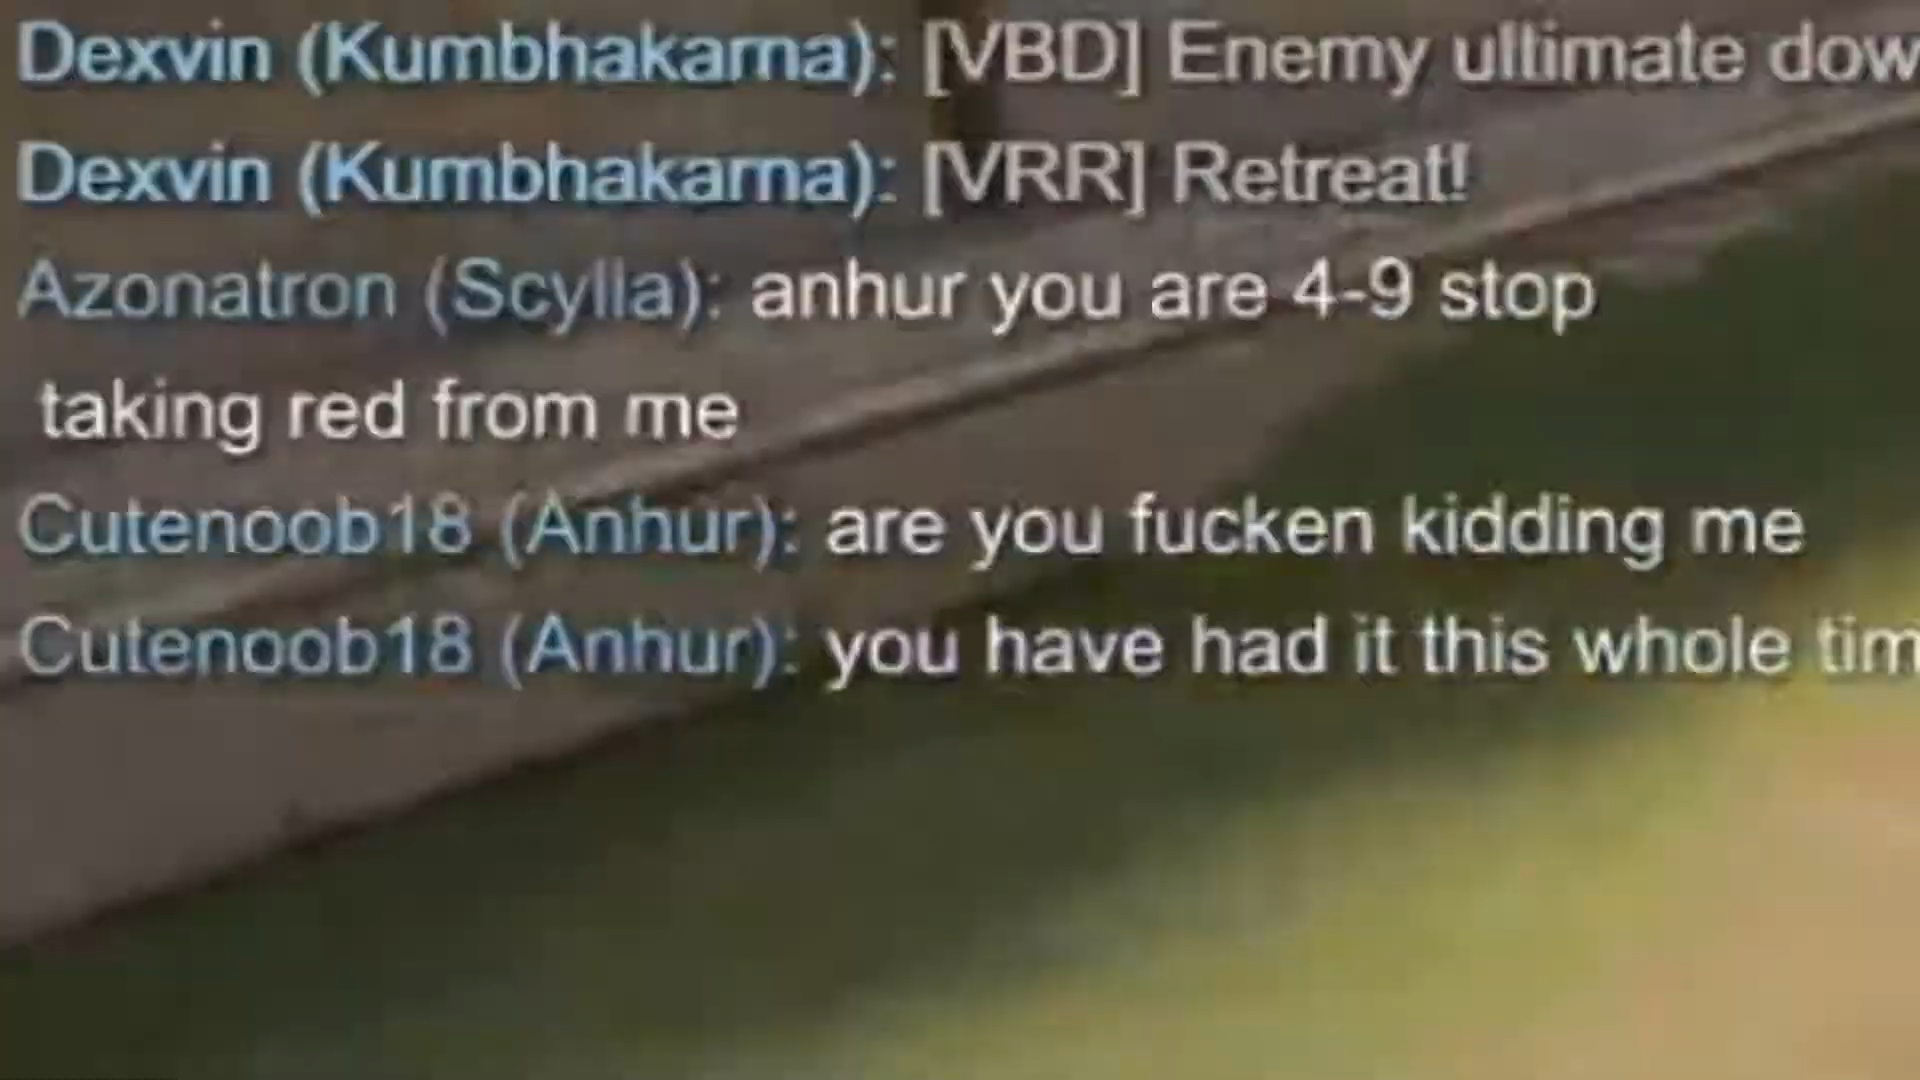 Dexvin (Kumbhakarna): [VBD] Enemy ultimate dow
Dexvin (Kumbhakarna): [VRR] Retreat!
Azonatron (Scylla): anhur you are 4-9 stop
taking red from me
Cutenoob18 (Anhur): are you fucken kidding me
Cutenoob18 (Anhur): you have had it this whole tim